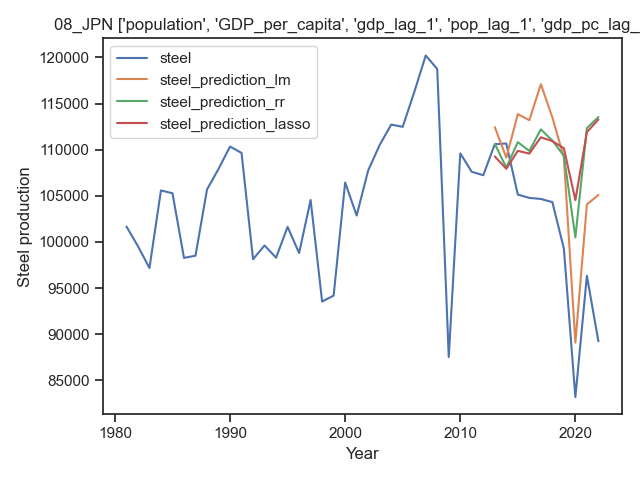 08_JPN ['population', 'GDP_per_capita', 'gdp_lag_1', 'pop_lag_1', 'gdp_pc_lag_
steel
steel_prediction_lm
steel_prediction_rr
steel_prediction_lasso
Steel production
120000
115000
110000
105000
100000
95000
90000
85000
1980 1990 2000 2010 2020
Year